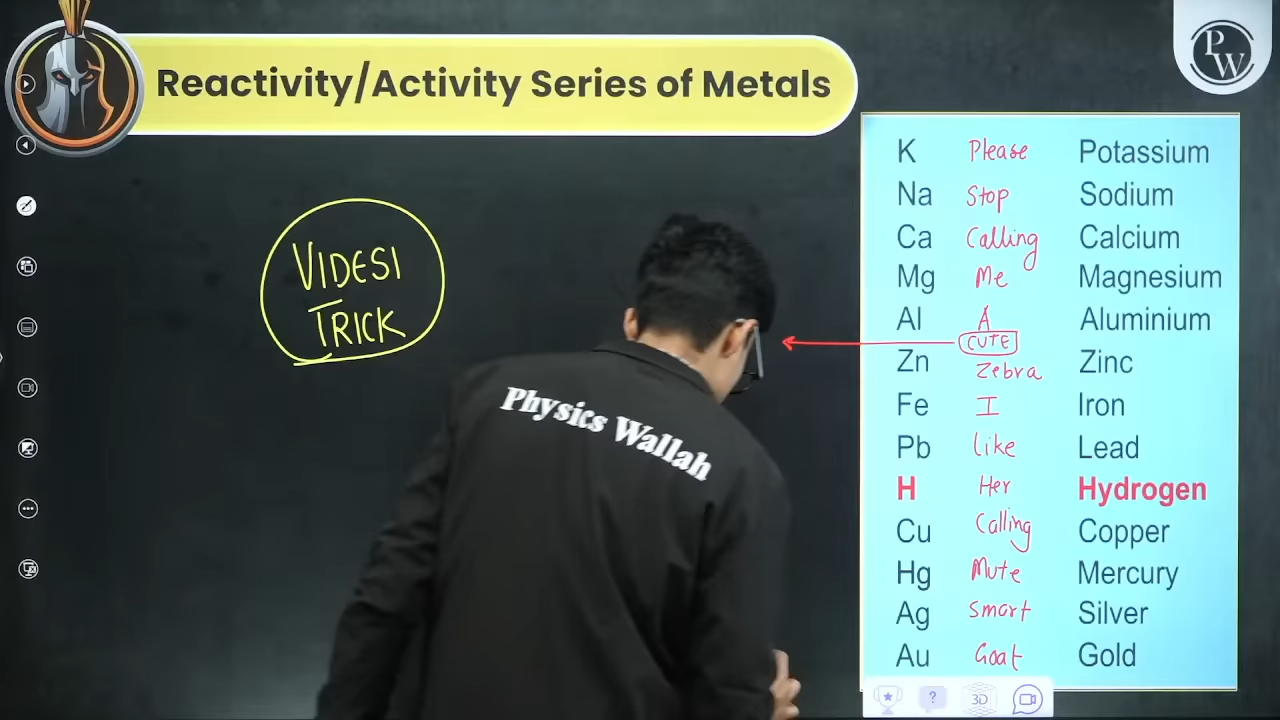 Reactivity/Activity Series of Metals
PW
VIDESI
TRICK
Physics Wallah
K Please Potassium
Na Stop Sodium
Ca Calling Calcium
Mg Me Magnesium
Al A Aluminium
CUTE
Zn Zebra Zinc
Fe I Iron
Pb like Lead
H Her Hydrogen
Cu Calling Copper
Hg Mute Mercury
Ag Smart Silver
Au Goat Gold
?
3D